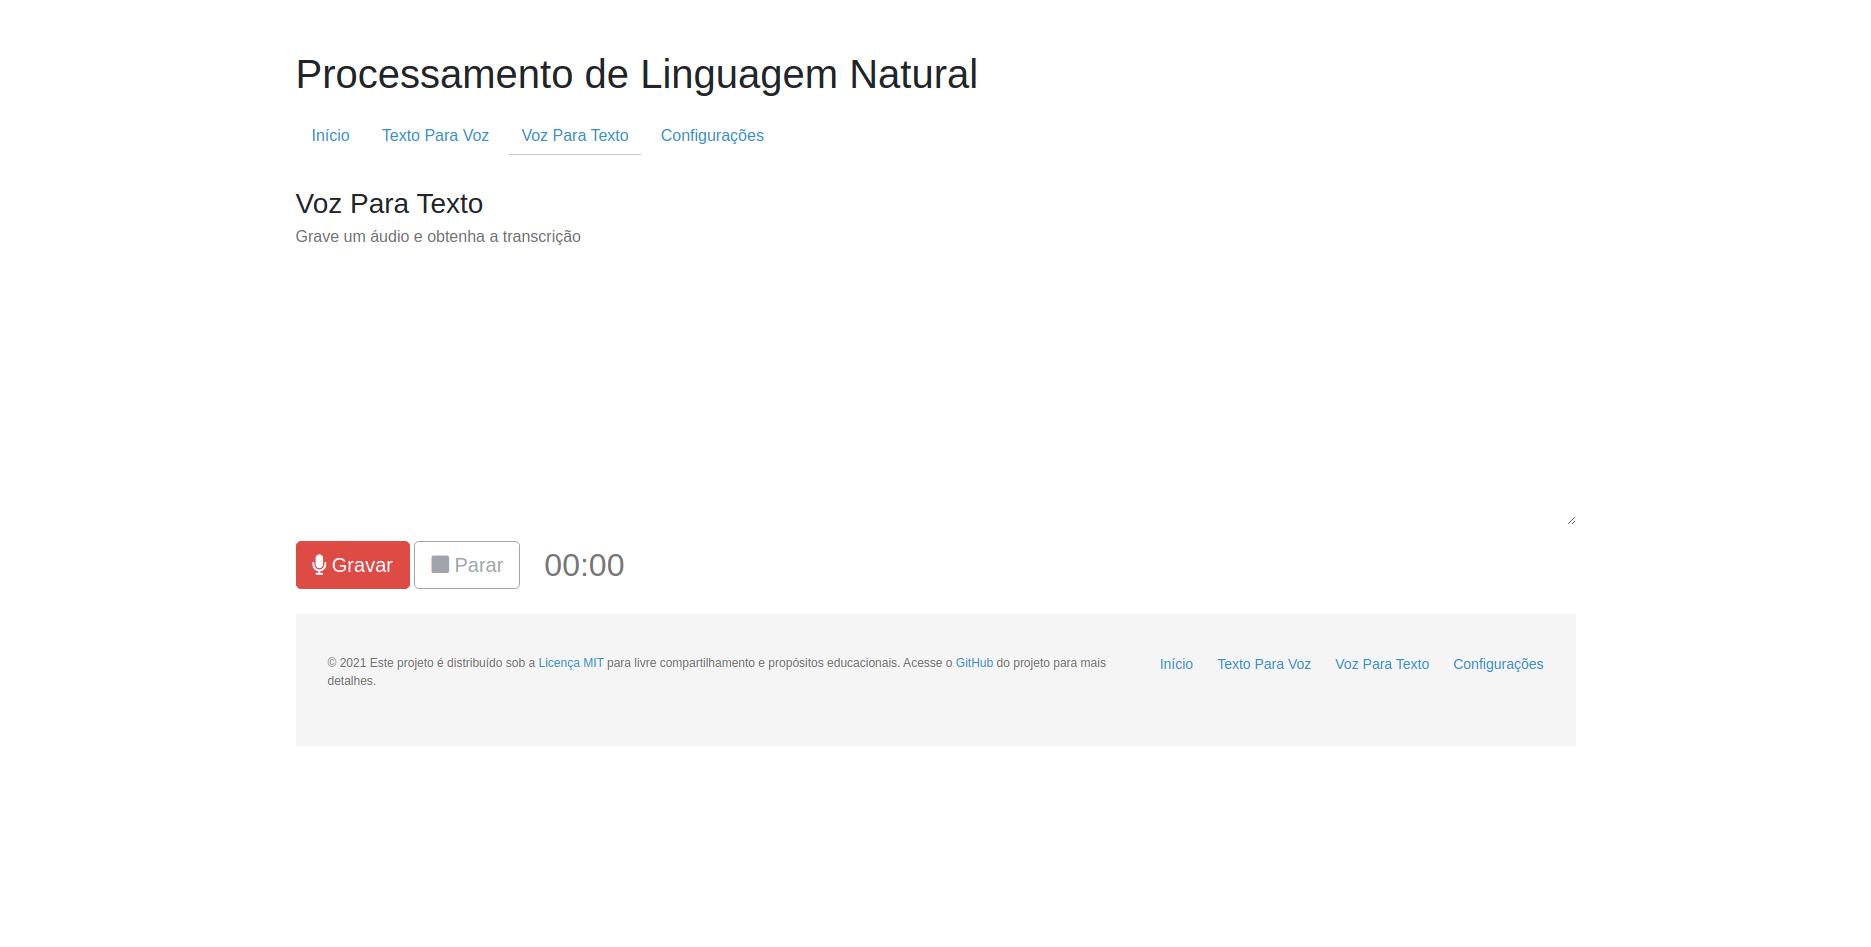 Processamento de Linguagem Natural
Início Texto Para Voz Voz Para Texto Configurações
Voz Para Texto
Grave um áudio e obtenha a transcrição
Gravar Parar 00:00
© 2021 Este projeto é distribuído sob a Licença MIT para livre compartilhamento e propósitos educacionais. Acesse o GitHub do projeto para mais
detalhes.
Início Texto Para Voz Voz Para Texto Configurações